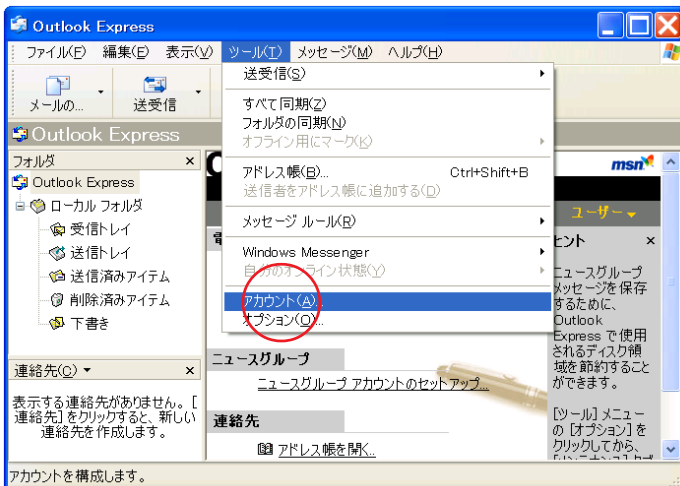 Outlook Express
ファイル(F) 編集(E) 表示(V) ツール(T) メッセージ(M) ヘルプ(H)
メールの... 送受信
送受信(S)
すべて同期(Z)
フォルダの同期(N)
オフライン用にマーク(K)
アドレス帳(B)... Ctrl+Shift+B
送信者をアドレス帳に追加する(D)
メッセージ ルール(R)
Windows Messenger
自分のオンライン状態(Y)
アカウント(A)...
オプション(O)...
Outlook Express
フォルダ ×
Outlook Express
ローカル フォルダ
受信トレイ
送信トレイ
送信済みアイテム
削除済みアイテム
下書き
連絡先(C) ×
表示する連絡先がありません。[
連絡先] をクリックすると、新しい
連絡先を作成します。
msn
ユーザー
電
ニュースグループ
ニュースグループ アカウントのセットアップ...
連絡先
アドレス帳を開く...
ヒント ×
ニュースグループ
メッセージを保存
するために、
Outlook
Express で使用
されるディスク領
域を節約すること
ができます。
[ツール] メニュー
の [オプション] を
クリックしてから、
アカウントを構成します。